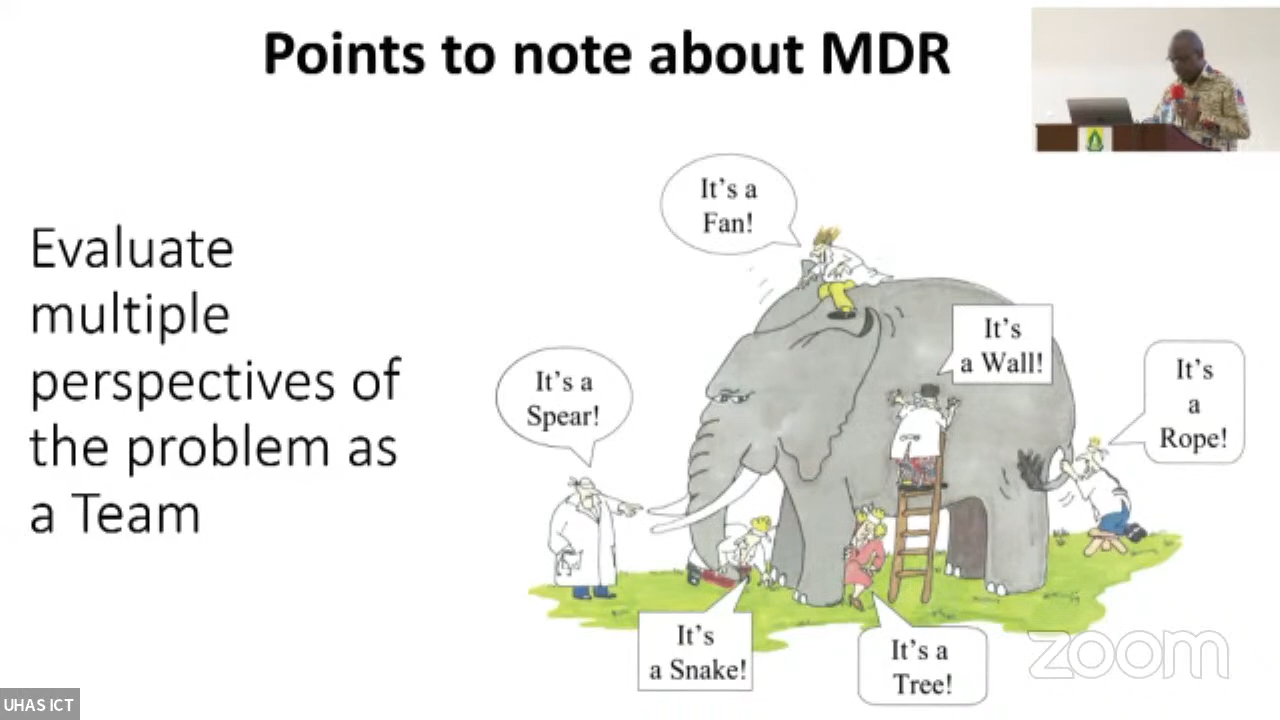 Points to note about MDR
Evaluate
multiple
perspectives of
the problem as
a Team
It's a
Fan!
It's
a Wall!
It's a
Spear!
It's
a
Rope!
It's
a Snake!
It's a
Tree!
zoom
UHAS ICT